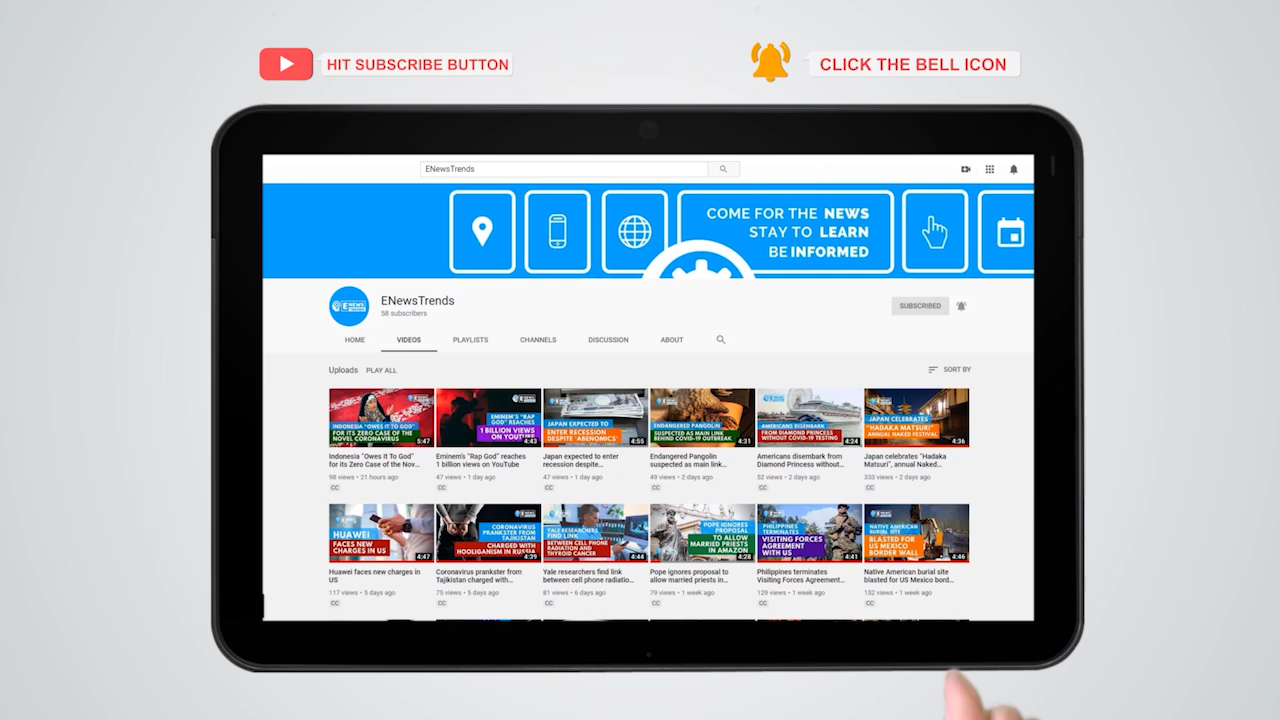 HIT SUBSCRIBE BUTTON
CLICK THE BELL ICON
ENewsTrends
COME FOR THE NEWS
STAY TO LEARN
BE INFORMED
ENewsTrends
58 subscribers
SUBSCRIBED
HOME
VIDEOS
PLAYLISTS
CHANNELS
DISCUSSION
ABOUT
Uploads
PLAY ALL
SORT BY
INDONESIA "OWES IT TO GOD"
FOR ITS ZERO CASE OF THE
NOVEL CORONAVIRUS
5:47
Indonesia "Owes It To God"
for its Zero Case of the Nov...
98 views • 21 hours ago
CC
EMINEM'S "RAP
GOD" REACHES
1 BILLION VIEWS
ON YOUTUBE
4:43
Eminem's "Rap God" reaches
1 billion views on YouTube
47 views • 1 day ago
CC
JAPAN EXPECTED TO
ENTER RECESSION
DESPITE 'ABENOMICS'
4:55
Japan expected to enter
recession despite...
47 views • 1 day ago
CC
ENDANGERED PANGOLIN
SUSPECTED AS MAIN LINK
BEHIND COVID-19 OUTBREAK
4:31
Endangered Pangolin
suspected as main link...
49 views • 2 days ago
CC
AMERICANS DISEMBARK
FROM DIAMOND PRINCESS
WITHOUT COVID-19 TESTING
4:24
Americans disembark from
Diamond Princess without...
52 views • 2 days ago
CC
JAPAN CELEBRATES
"HADAKA MATSURI",
ANNUAL NAKED FESTIVAL
4:36
Japan celebrates "Hadaka
Matsuri", annual Naked...
333 views • 2 days ago
CC
HUAWEI
FACES NEW
CHARGES IN US
4:47
Huawei faces new charges in
US
117 views • 5 days ago
CC
CORONAVIRUS
PRANKSTER FROM
TAJIKISTAN
CHARGED WITH
HOOLIGANISM IN RUSSIA
4:39
Coronavirus prankster from
Tajikistan charged with...
75 views • 5 days ago
CC
YALE RESEARCHERS
FIND LINK
BETWEEN CELL PHONE
RADIATION AND
THYROID CANCER
4:44
Yale researchers find link
between cell phone radiatio...
81 views • 6 days ago
CC
POPE IGNORES
PROPOSAL
TO ALLOW
MARRIED PRIESTS
IN AMAZON
4:28
Pope ignores proposal to
allow married priests in...
79 views • 1 week ago
CC
PHILIPPINES
TERMINATES
VISITING FORCES
AGREEMENT
WITH US
4:41
Philippines terminates
Visiting Forces Agreement...
129 views • 1 week ago
CC
NATIVE AMERICAN
BURIAL SITE
BLASTED FOR
US MEXICO
BORDER WALL
4:46
Native American burial site
blasted for US Mexico bord...
152 views • 1 week ago
CC